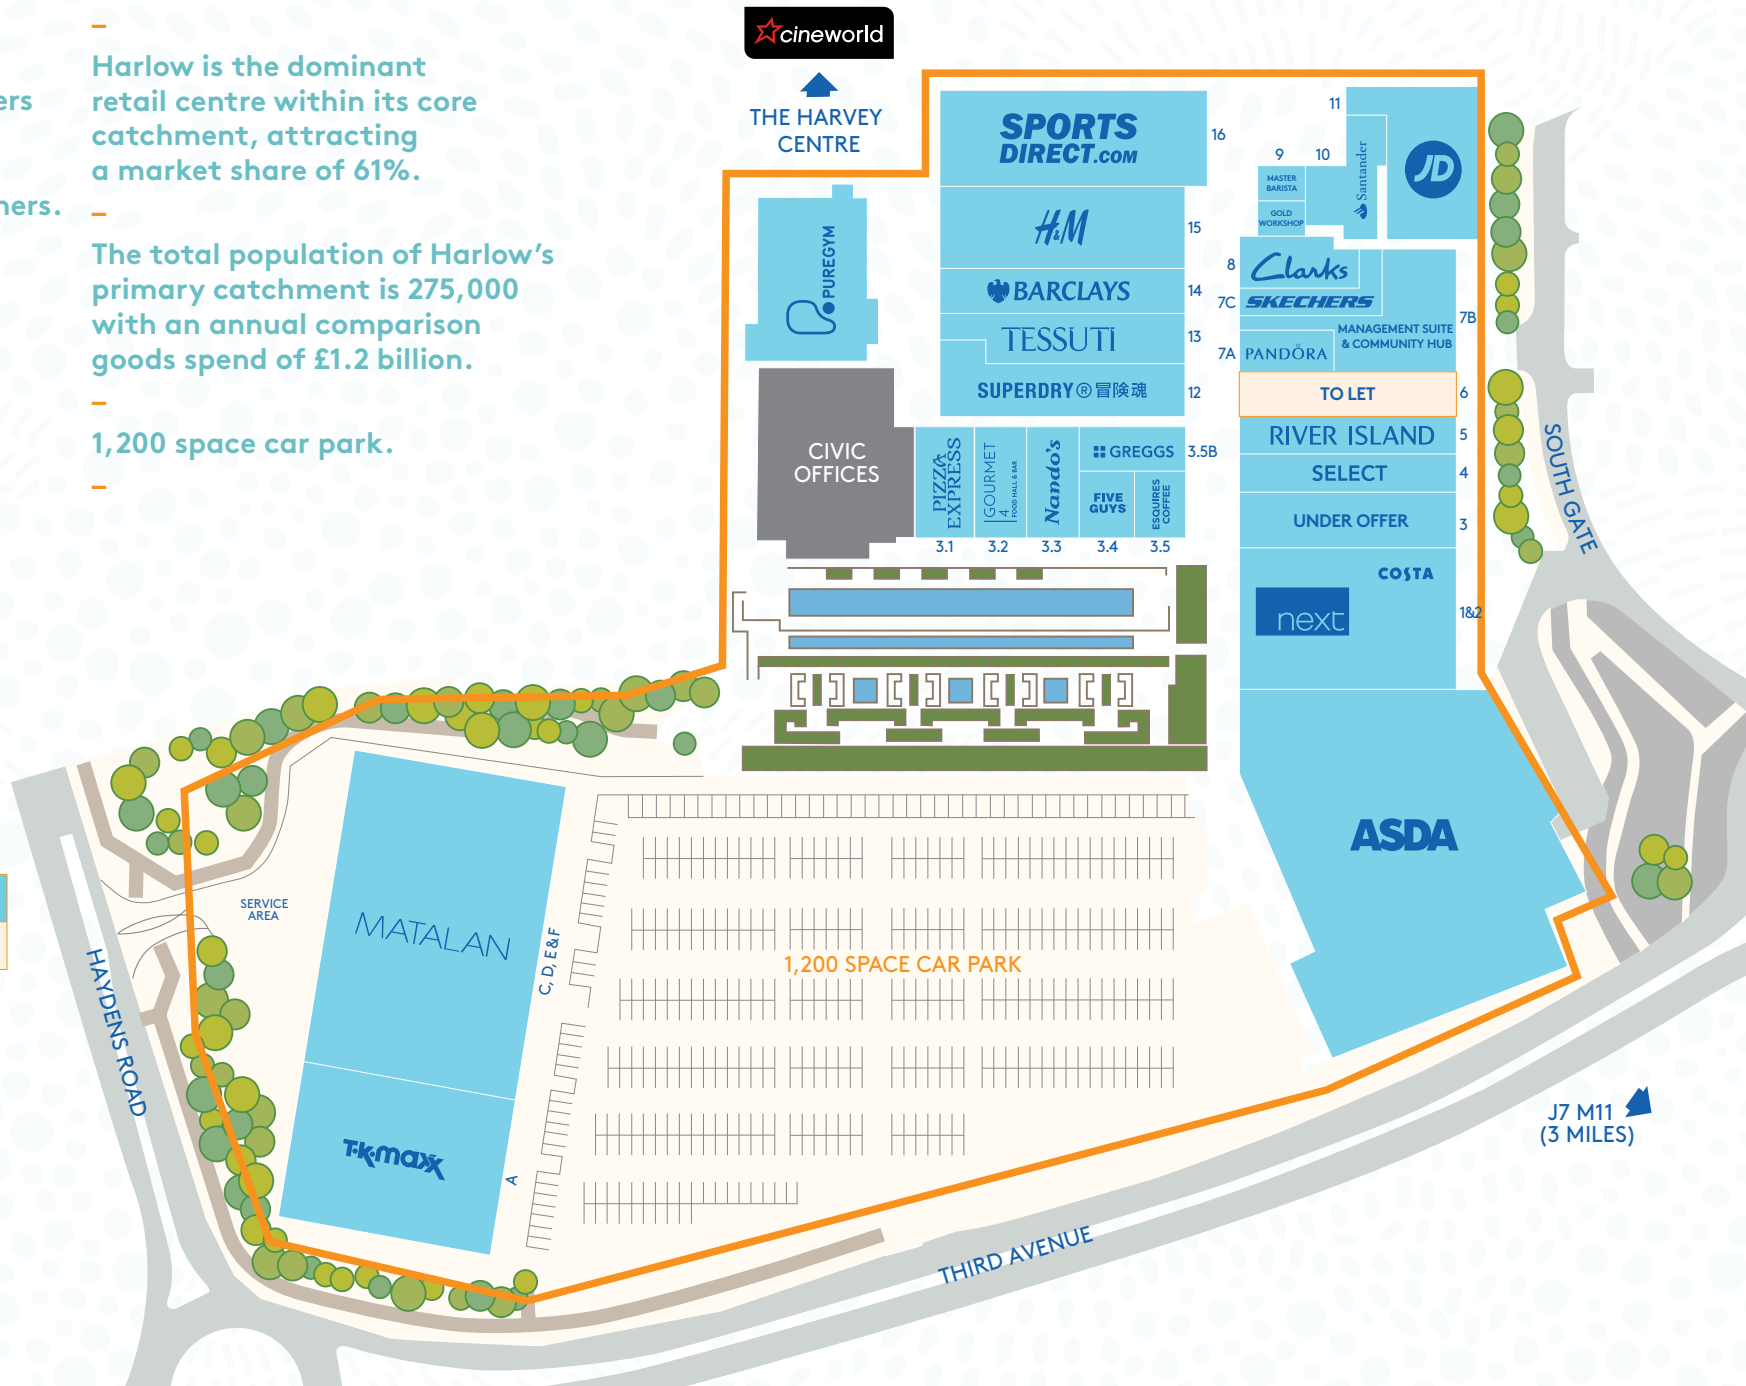 –
Harlow is the dominant
retail centre within its core
catchment, attracting
a market share of 61%.
–
The total population of Harlow's
primary catchment is 275,000
with an annual comparison
goods spend of £1.2 billion.
–
1,200 space car park.
–
ers
ners.
cineworld
THE HARVEY
CENTRE
SPORTS
DIRECT.COM
16
H&M
15
BARCLAYS
14
TESSUTI
13
SUPERDRY® 冒険魂
12
PUREGYM
CIVIC
OFFICES
PIZZA
EXPRESS
3.1
GOURMET
4
FOOD HALL & BAR
3.2
Nando's
3.3
GREGGS
3.5B
FIVE
GUYS
3.4
ESQUIRES
COFFEE
3.5
11
9
10
MASTER
BARISTA
GOLD
WORKSHOP
Santander
JD
8
Clarks
7C
SKECHERS
7B
MANAGEMENT SUITE
& COMMUNITY HUB
7A
PANDÖRA
TO LET
6
RIVER ISLAND
5
SELECT
4
UNDER OFFER
3
COSTA
next
1&2
ASDA
SOUTH GATE
SERVICE
AREA
MATALAN
C, D, E & F
T·K·maxx
A
1,200 SPACE CAR PARK
HAYDENS ROAD
THIRD AVENUE
J7 M11
(3 MILES)